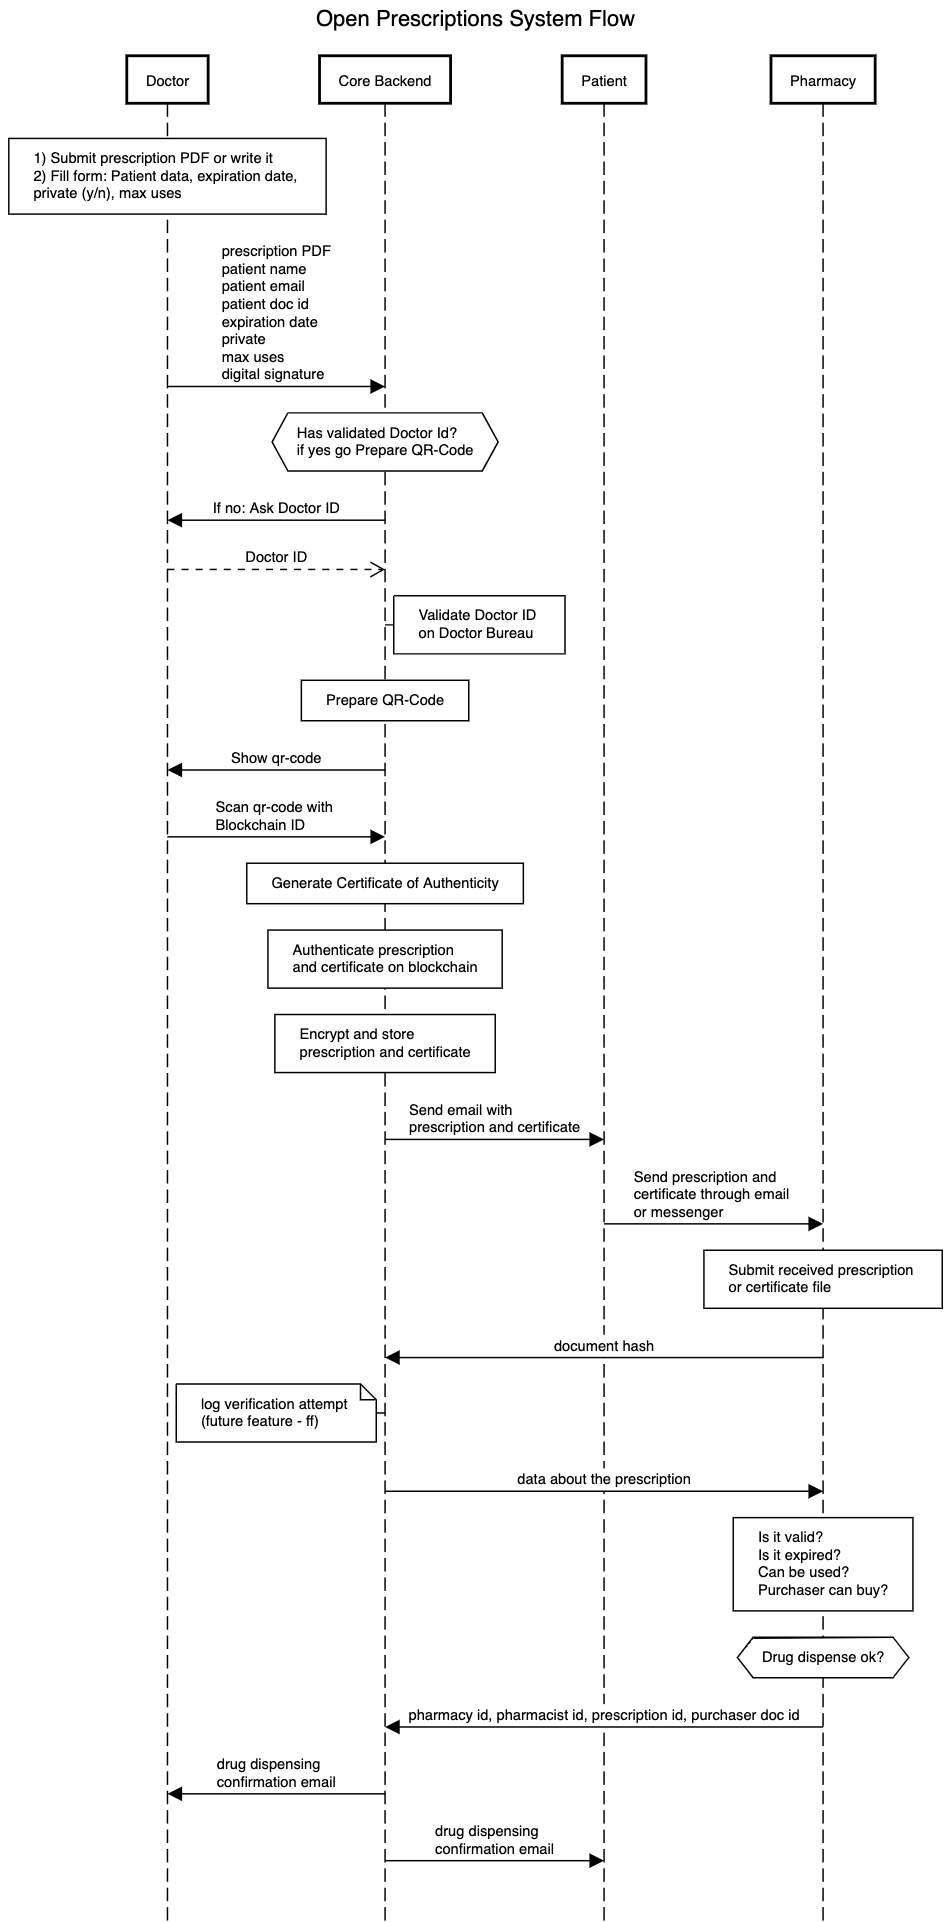 Open Prescriptions System Flow
Doctor
Core Backend
Patient
Pharmacy
1) Submit prescription PDF or write it
2) Fill form: Patient data, expiration date,
private (y/n), max uses
prescription PDF
patient name
patient email
patient doc id
expiration date
private
max uses
digital signature
Has validated Doctor Id?
if yes go Prepare QR-Code
If no: Ask Doctor ID
Doctor ID
Validate Doctor ID
on Doctor Bureau
Prepare QR-Code
Show qr-code
Scan qr-code with
Blockchain ID
Generate Certificate of Authenticity
Authenticate prescription
and certificate on blockchain
Encrypt and store
prescription and certificate
Send email with
prescription and certificate
Send prescription and
certificate through email
or messenger
Submit received prescription
or certificate file
document hash
log verification attempt
(future feature - ff)
data about the prescription
Is it valid?
Is it expired?
Can be used?
Purchaser can buy?
Drug dispense ok?
pharmacy id, pharmacist id, prescription id, purchaser doc id
drug dispensing
confirmation email
drug dispensing
confirmation email